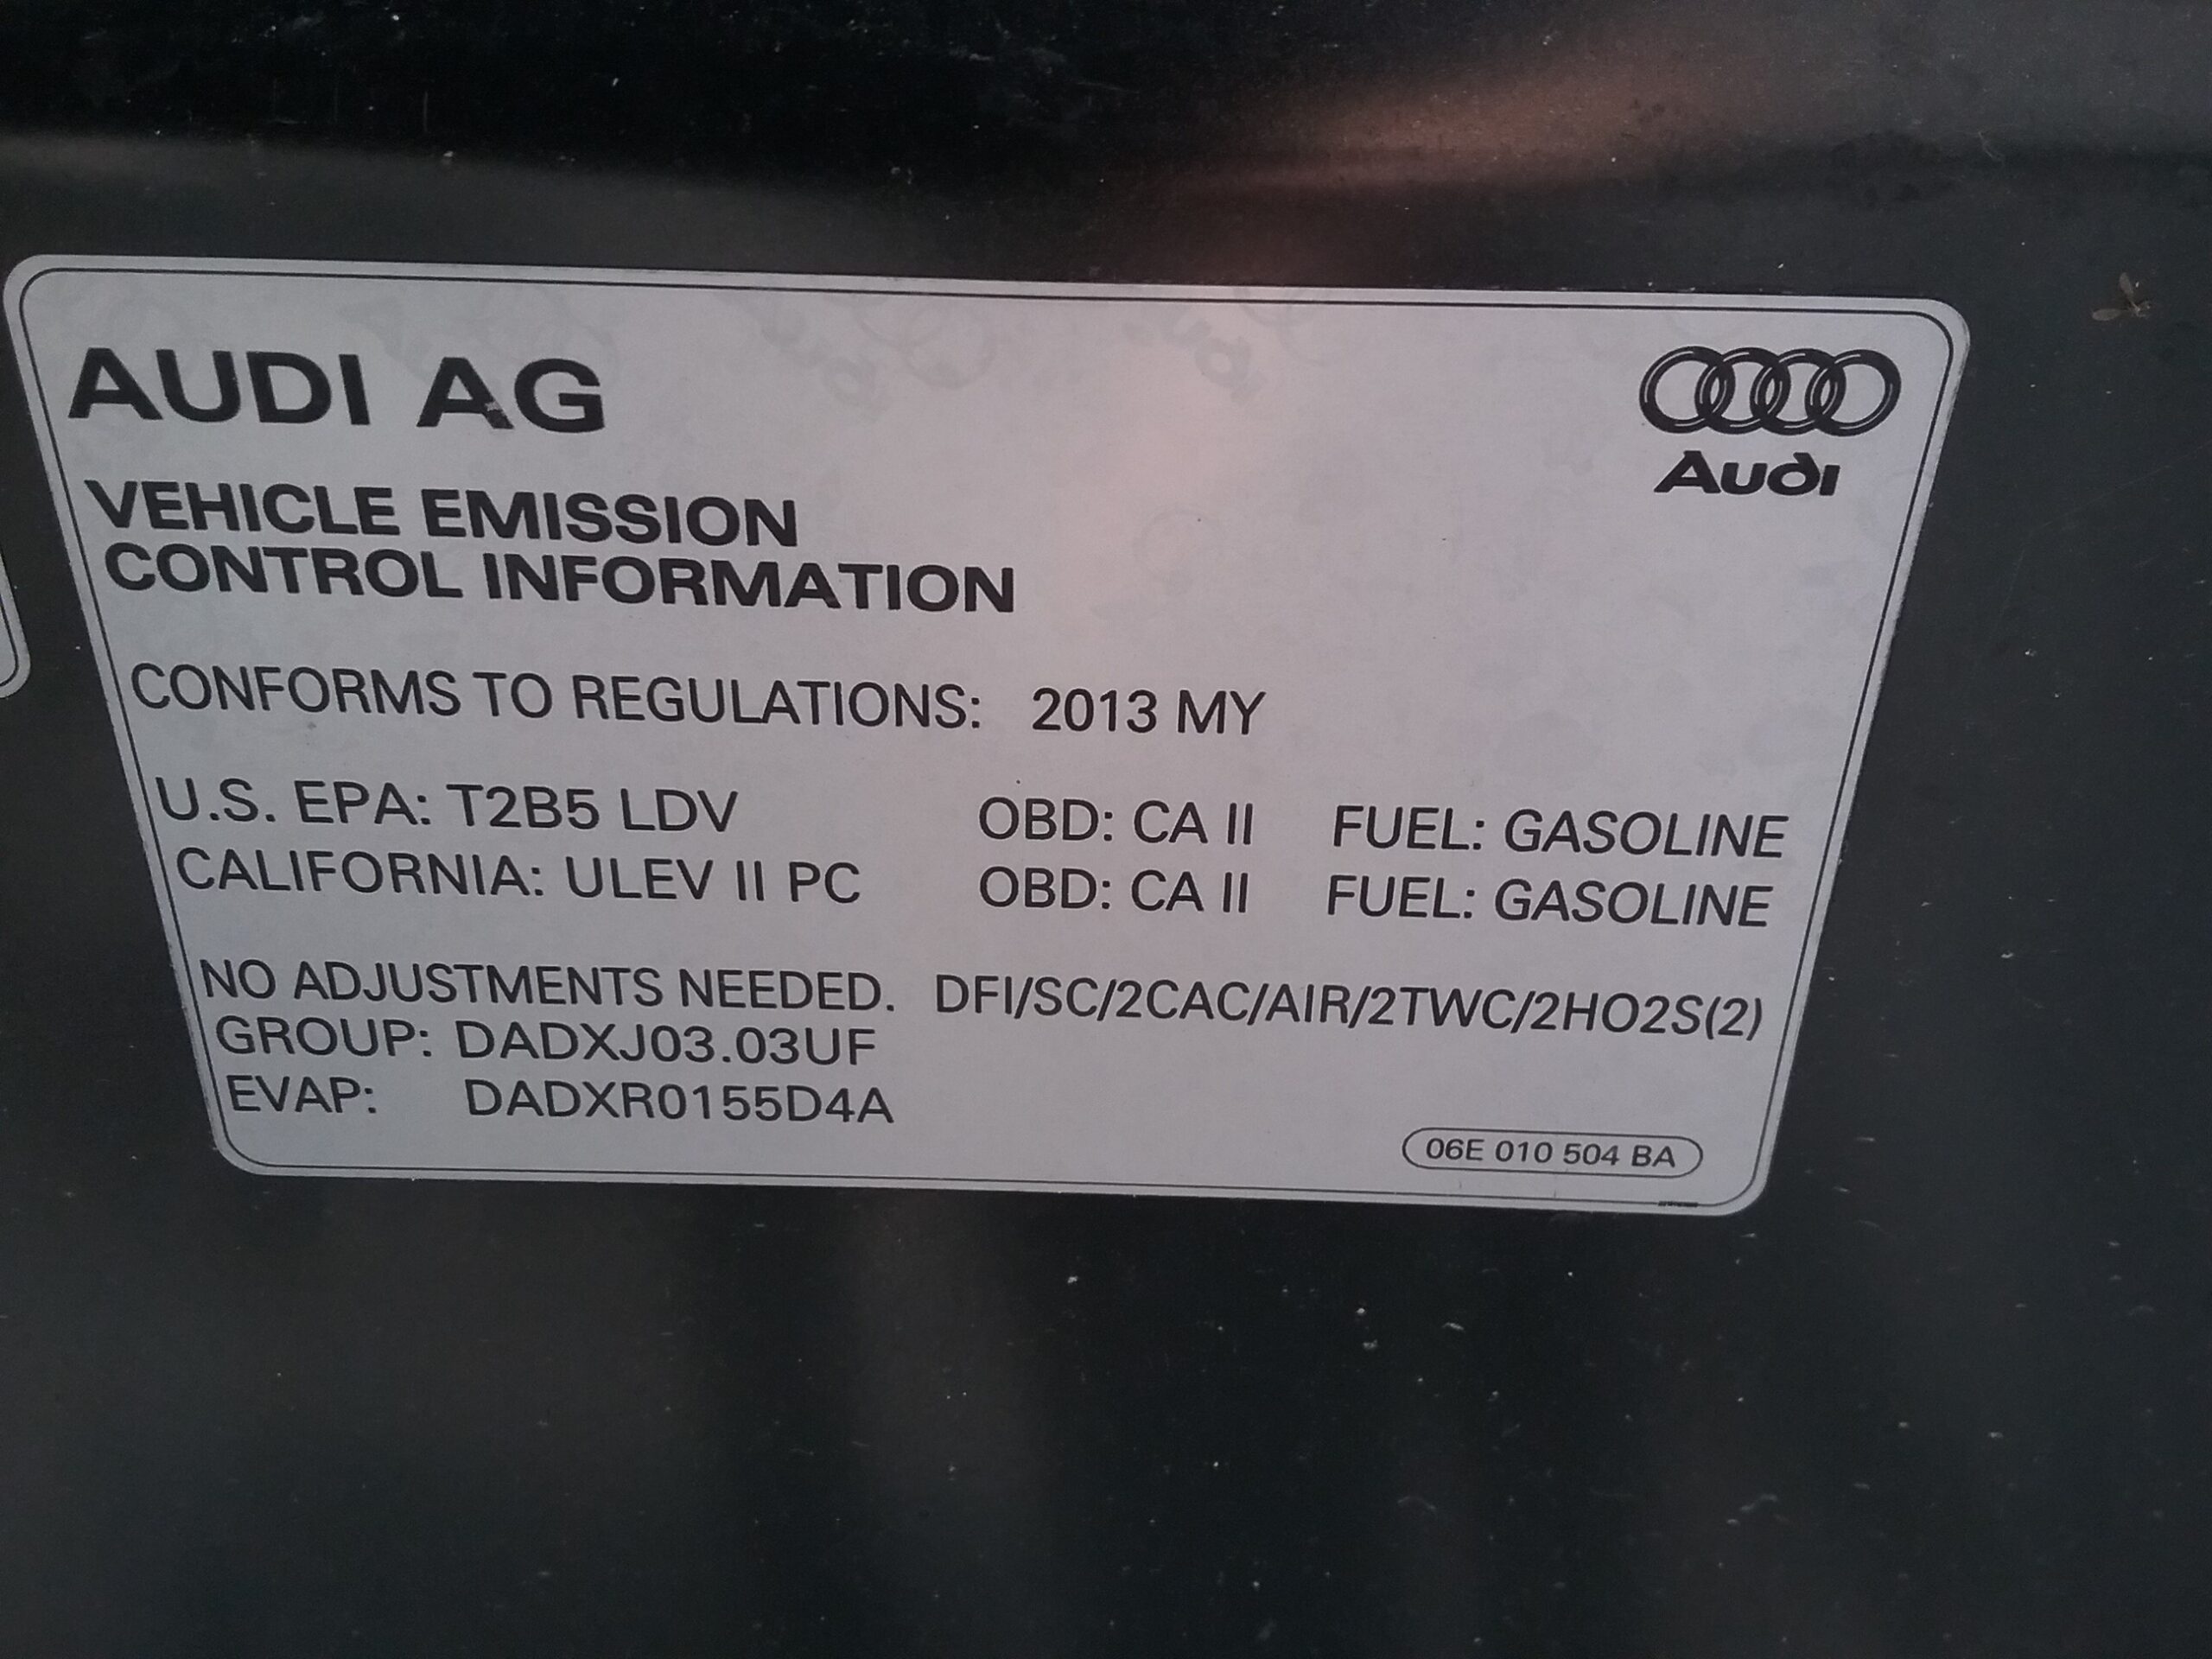 AUDI AG
Audi
VEHICLE EMISSION
CONTROL INFORMATION
CONFORMS TO REGULATIONS: 2013 MY
U.S. EPA: T2B5 LDV OBD: CA II FUEL: GASOLINE
CALIFORNIA: ULEV II PC OBD: CA II FUEL: GASOLINE
NO ADJUSTMENTS NEEDED. DFI/SC/2CAC/AIR/2TWC/2HO2S(2)
GROUP: DADXJ03.03UF
EVAP: DADXR0155D4A
06E 010 504 BA